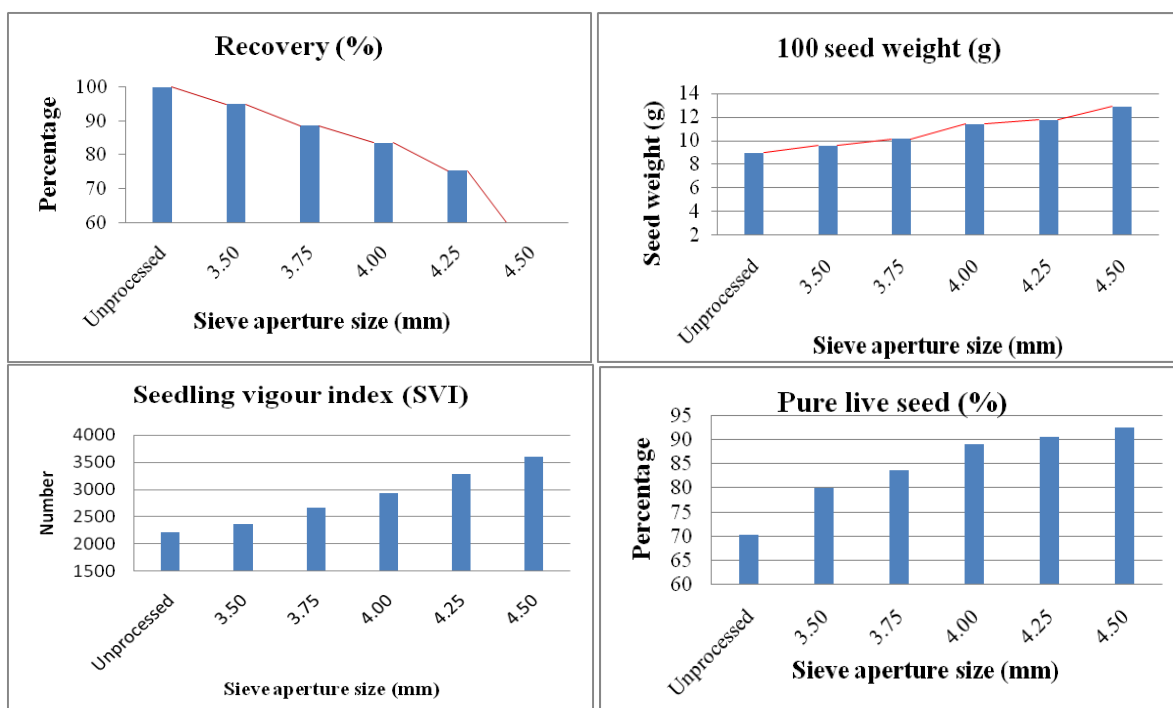 Recovery (%)
Percentage
100
90
80
70
60
Unprocessed
3.50
3.75
4.00
4.25
4.50
Sieve aperture size (mm)
100 seed weight (g)
Seed weight (g)
14
12
10
8
6
4
2
Unprocessed
3.50
3.75
4.00
4.25
4.50
Sieve aperture size (mm)
Seedling vigour index (SVI)
Number
4000
3500
3000
2500
2000
1500
Unprocessed
3.50
3.75
4.00
4.25
4.50
Sieve aperture size (mm)
Pure live seed (%)
Percentage
95
90
85
80
75
70
65
60
Unprocessed
3.50
3.75
4.00
4.25
4.50
Sieve aperture size (mm)